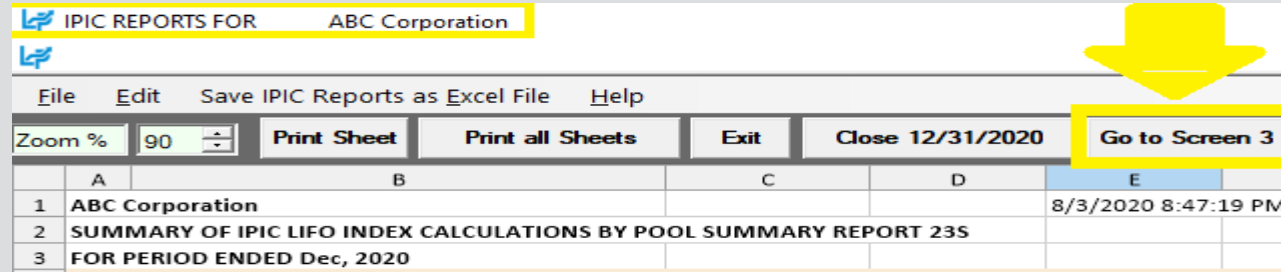 IPIC REPORTS FOR ABC Corporation
File Edit Save IPIC Reports as Excel File Help
Zoom % 90 Print Sheet Print all Sheets Exit Close 12/31/2020 Go to Screen 3
A B C D E
1 ABC Corporation 8/3/2020 8:47:19 PM
2 SUMMARY OF IPIC LIFO INDEX CALCULATIONS BY POOL SUMMARY REPORT 23S
3 FOR PERIOD ENDED Dec, 2020